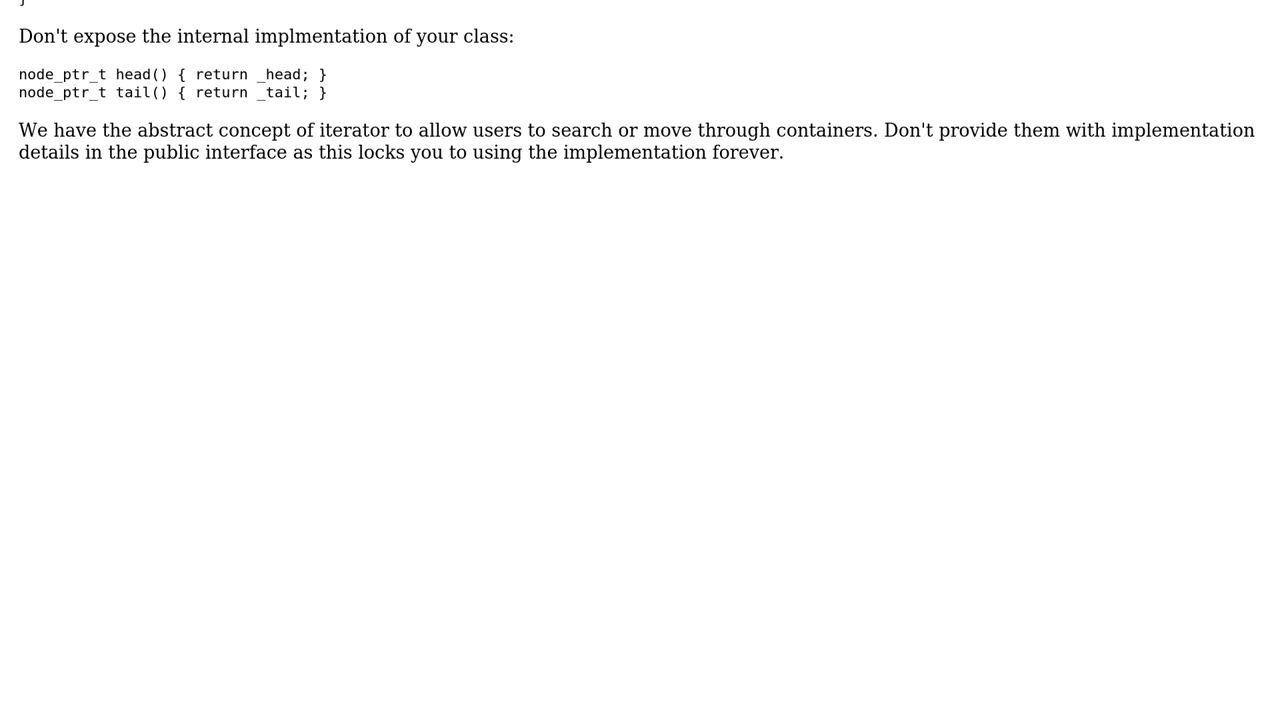 }
Don't expose the internal implmentation of your class:
node_ptr_t head() { return _head; }
node_ptr_t tail() { return _tail; }
We have the abstract concept of iterator to allow users to search or move through containers. Don't provide them with implementation
details in the public interface as this locks you to using the implementation forever.